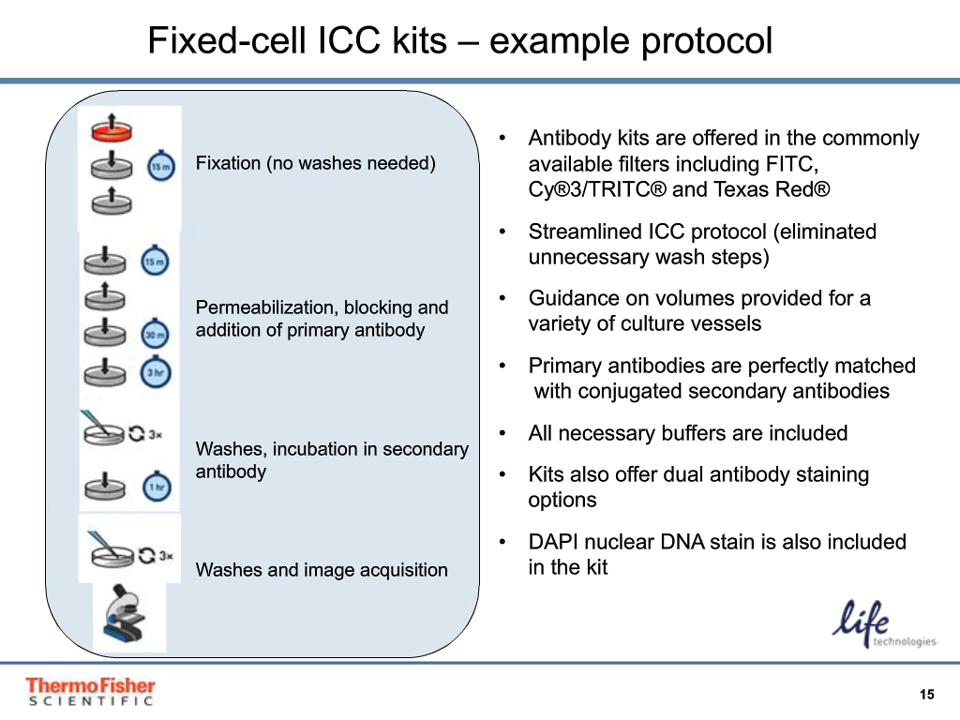 Fixed-cell ICC kits – example protocol
15 m
Fixation (no washes needed)
15 m
Permeabilization, blocking and
addition of primary antibody
30 m
3 hr
3x
Washes, incubation in secondary
antibody
1 hr
3x
Washes and image acquisition
• Antibody kits are offered in the commonly
available filters including FITC,
Cy®3/TRITC® and Texas Red®
• Streamlined ICC protocol (eliminated
unnecessary wash steps)
• Guidance on volumes provided for a
variety of culture vessels
• Primary antibodies are perfectly matched
with conjugated secondary antibodies
• All necessary buffers are included
• Kits also offer dual antibody staining
options
• DAPI nuclear DNA stain is also included
in the kit
life
technologies
ThermoFisher
SCIENTIFIC
15